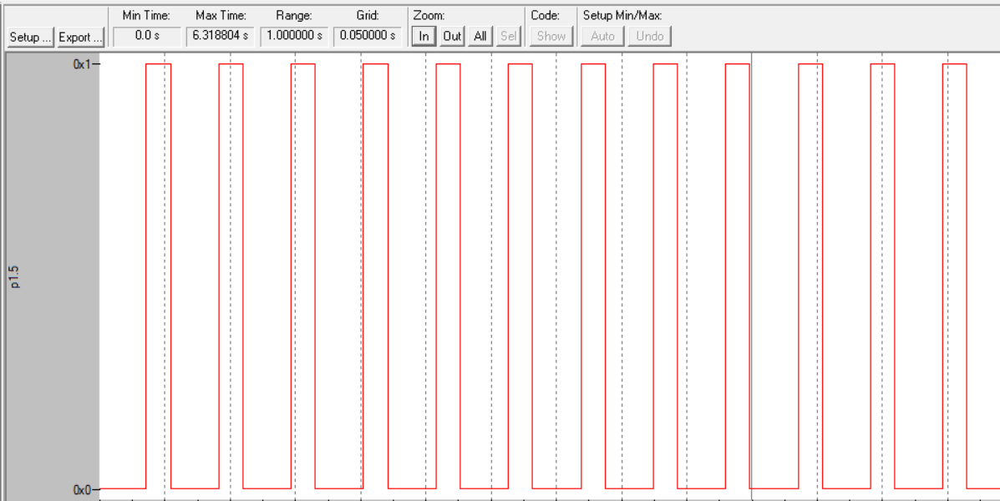 Min Time: Max Time: Range: Grid: Zoom: Code: Setup Min/Max:
Setup ... Export ... 0.0 s 6.318804 s 1.000000 s 0.050000 s In Out All Sel Show Auto Undo
0x1
p1.5
0x0